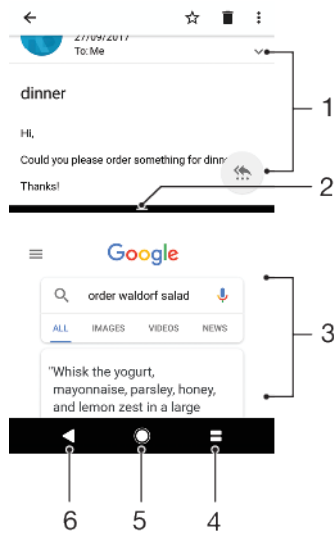 27/09/2017
To: Me
dinner
1
Hi,
Could you please order something for dinn
Thanks!
2
Google
order waldorf salad
ALL IMAGES VIDEOS NEWS
3
"Whisk the yogurt,
mayonnaise, parsley, honey,
and lemon zest in a large
6 5 4